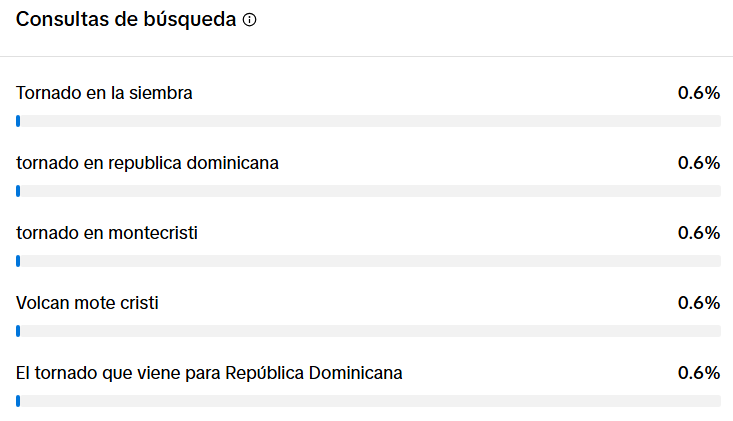 Consultas de búsqueda
Tornado en la siembra 0.6%
tornado en republica dominicana 0.6%
tornado en montecristi 0.6%
Volcan mote cristi 0.6%
El tornado que viene para República Dominicana 0.6%